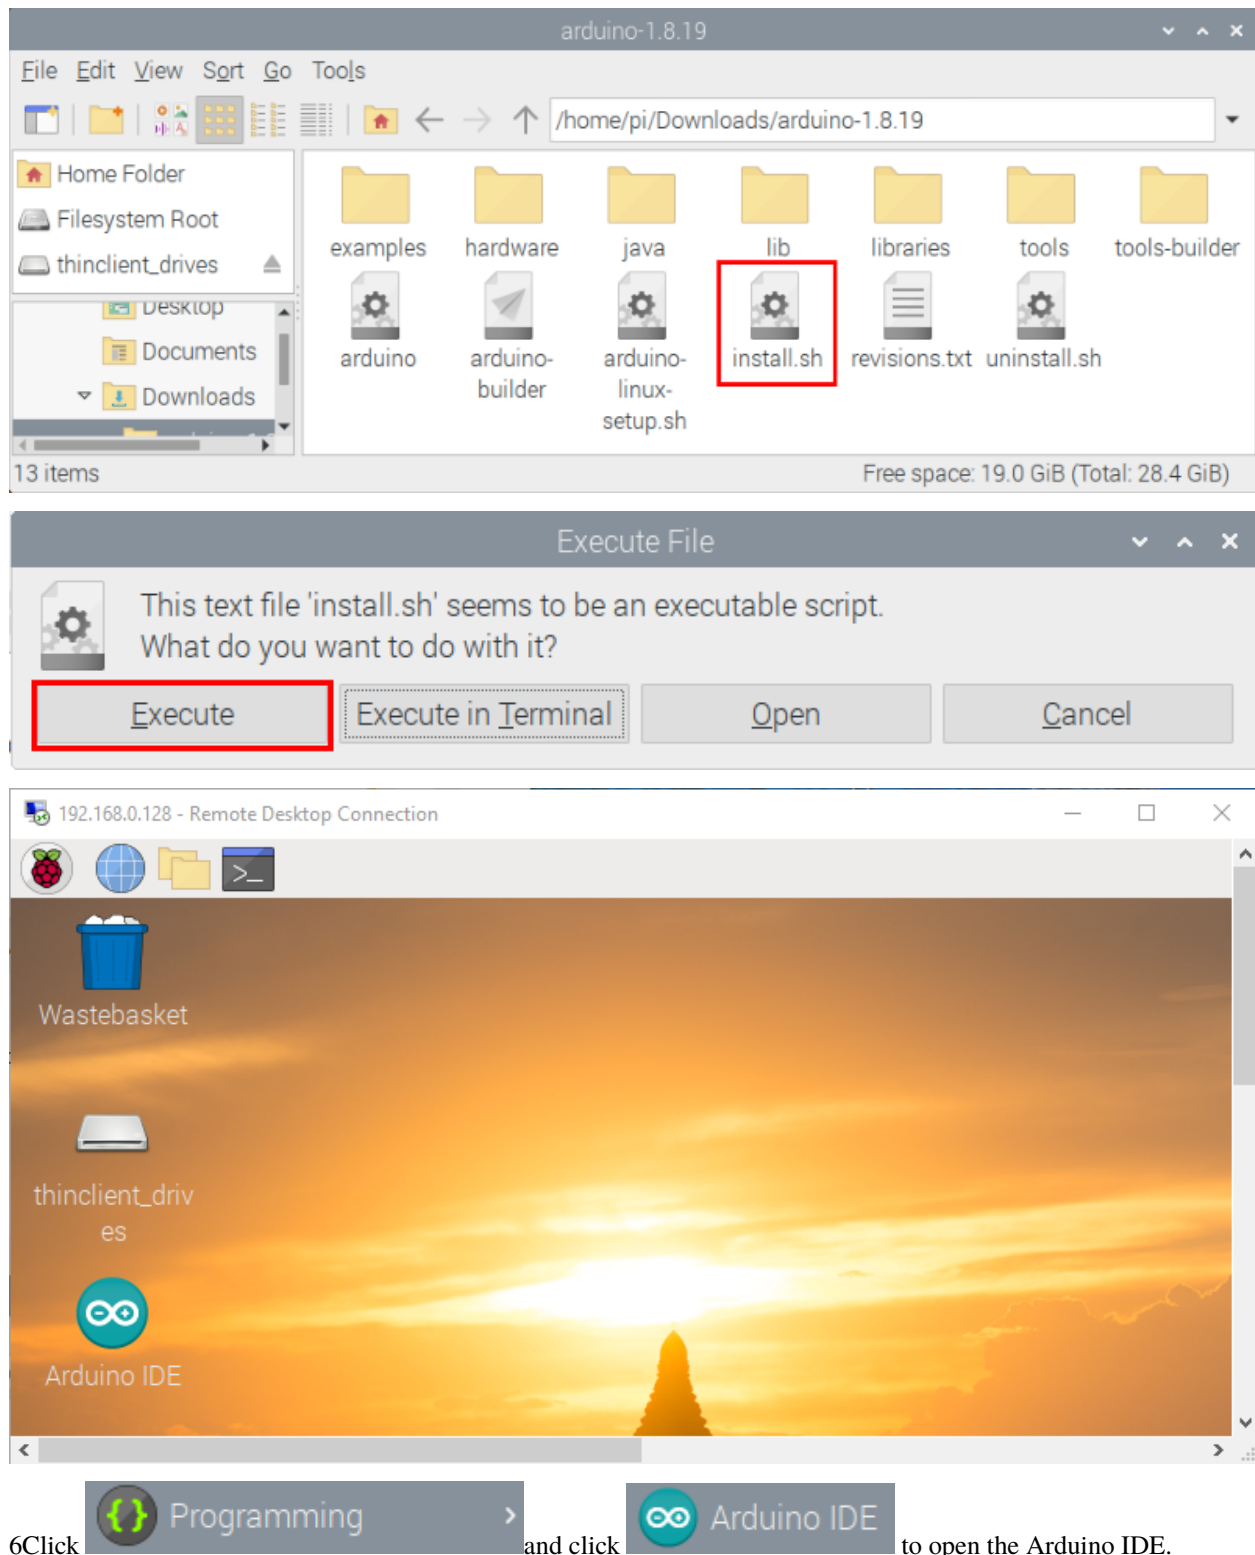 arduino-1.8.19
File Edit View Sort Go Tools
/home/pi/Downloads/arduino-1.8.19
Home Folder
Filesystem Root
thinclient_drives
Desktop
Documents
Downloads
examples hardware java lib libraries tools tools-builder
arduino arduino- arduino- install.sh revisions.txt uninstall.sh
builder linux-
setup.sh
13 items Free space: 19.0 GiB (Total: 28.4 GiB)
Execute File
This text file 'install.sh' seems to be an executable script.
What do you want to do with it?
Execute Execute in Terminal Open Cancel
192.168.0.128 - Remote Desktop Connection
Wastebasket
thinclient_driv
es
Arduino IDE
6Click Programming and click Arduino IDE to open the Arduino IDE.